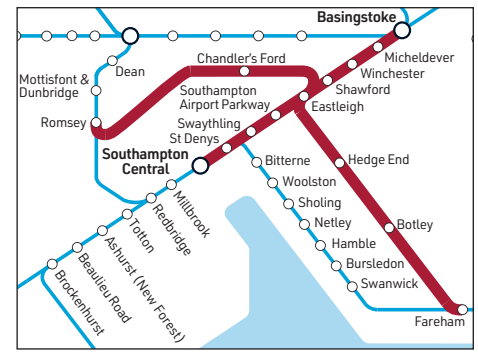 Basingstoke
Micheldever
Winchester
Shawford
Chandler's Ford
Dean
Mottisfont &
Dunbridge
Southampton
Airport Parkway
Eastleigh
Romsey
Swaythling
St Denys
Southampton
Central
Bitterne
Hedge End
Woolston
Sholing
Millbrook
Redbridge
Netley
Botley
Totton
Hamble
Ashurst (New Forest)
Bursledon
Beaulieu Road
Swanwick
Brockenhurst
Fareham